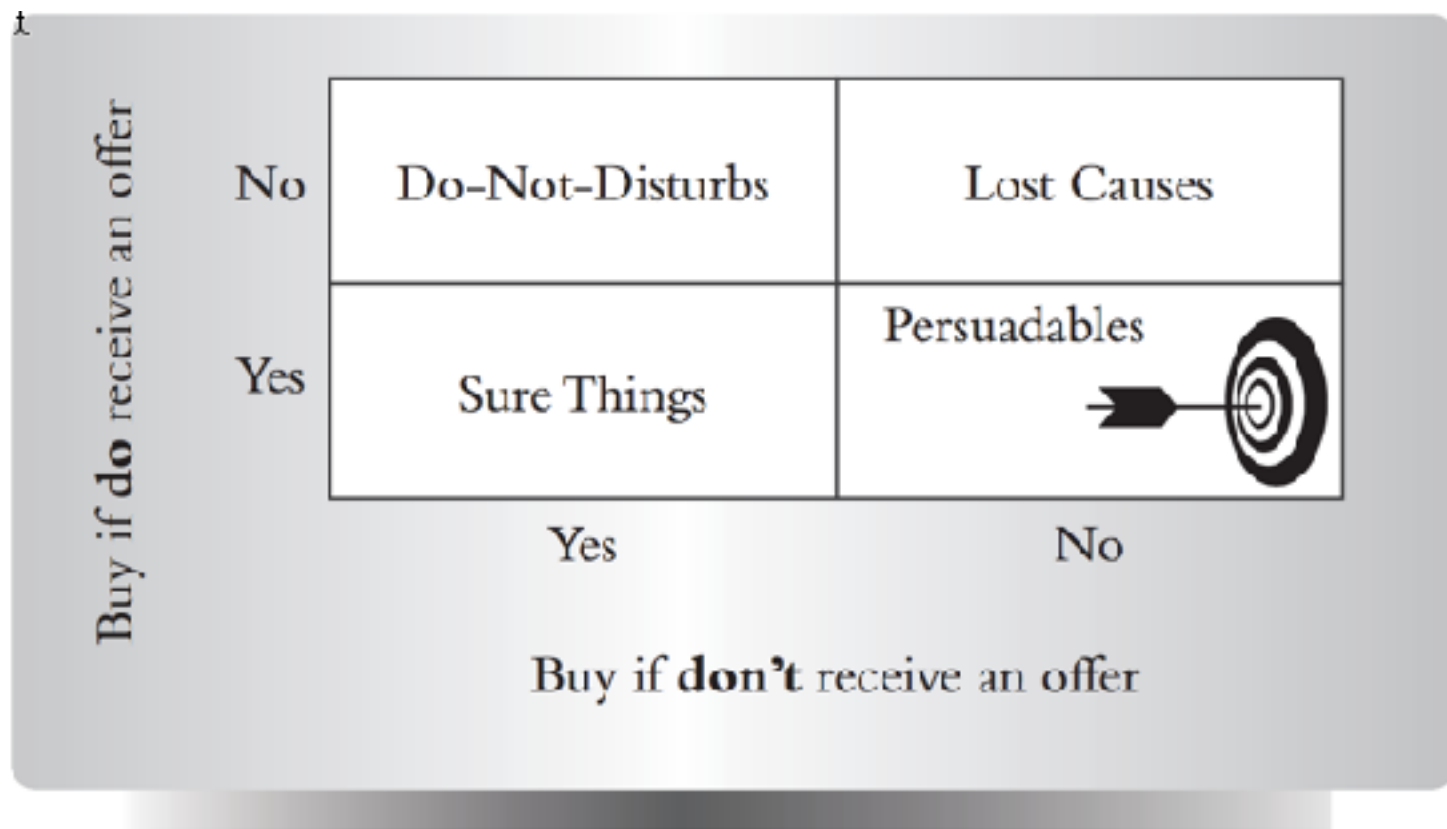 t
Buy if do receive an offer
No
Do-Not-Disturbs
Lost Causes
Yes
Sure Things
Persuadables
Yes
No
Buy if don't receive an offer